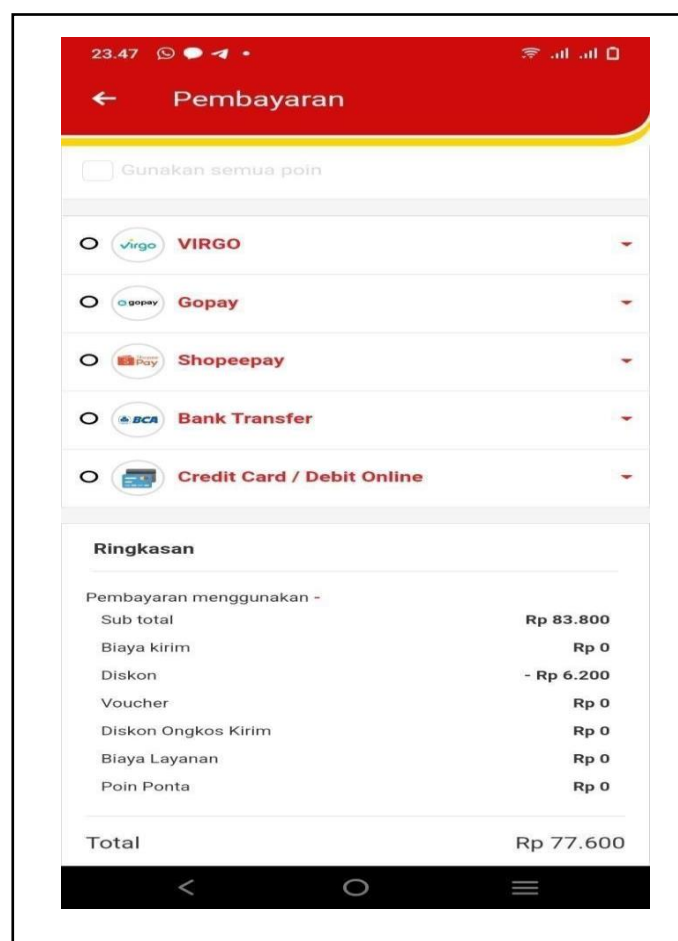 23.47
Pembayaran
Gunakan semua poin
virgo VIRGO
gopay Gopay
Pay Shopeepay
BCA Bank Transfer
Credit Card / Debit Online
Ringkasan
Pembayaran menggunakan -
Sub total Rp 83.800
Biaya kirim Rp 0
Diskon - Rp 6.200
Voucher Rp 0
Diskon Ongkos Kirim Rp 0
Biaya Layanan Rp 0
Poin Ponta Rp 0
Total Rp 77.600